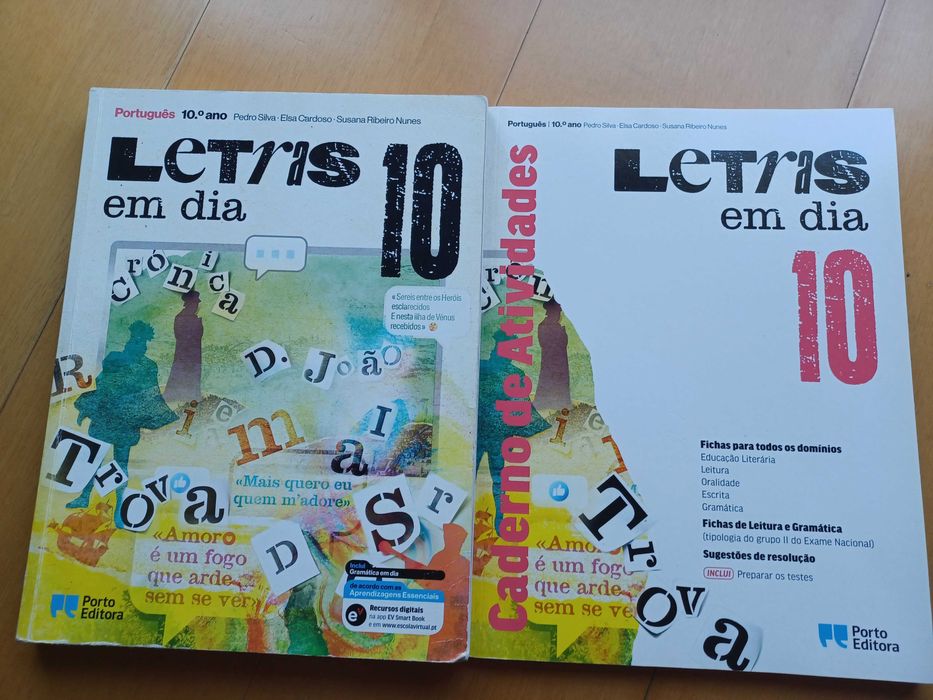 Português 10.º ano Pedro Silva · Elsa Cardoso · Susana Ribeiro Nunes
Letras
em dia
10
« Sereis entre os Heróis
esclarecidos
E nesta ilha de Vénus
recebidos »
Crónica
D. João
R
i e
m
a I
Trova
D S r
«Mais quero eu
quem m'adore»
«Amor
é um fogo
que arde
sem se ver»
Inclui
Gramática em dia
de acordo com as
Aprendizagens Essenciais
Recursos digitais
na app EV Smart Book
e em www.escolavirtual.pt
Porto
Editora
Português | 10.º ano Pedro Silva · Elsa Cardoso · Susana Ribeiro Nunes
Letras
em dia
10
Caderno de Atividades
Trova
«Amor
é um fogo
que arde
sem se ve
Fichas para todos os domínios
Educação Literária
Leitura
Oralidade
Escrita
Gramática
Fichas de Leitura e Gramática
(tipologia do grupo II do Exame Nacional)
Sugestões de resolução
INCLUI Preparar os testes
Porto
Editora